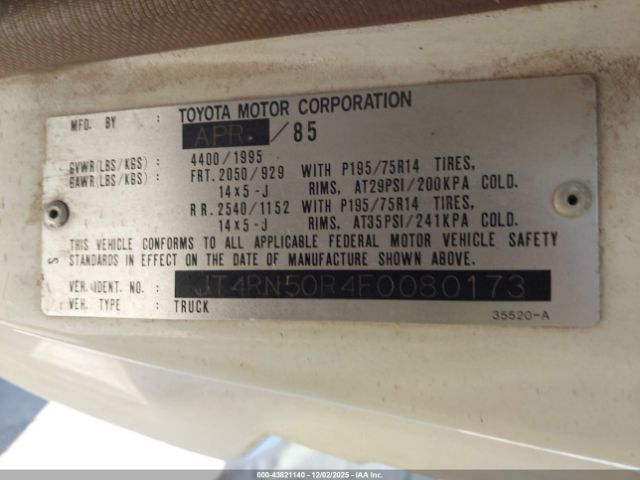 MFD. BY : TOYOTA MOTOR CORPORATION
APR. /85
GVWR(LBS/KGS) : 4400/1995
GAWR(LBS/KGS) : FRT. 2050/929 WITH P195/75R14 TIRES,
14x5-J RIMS, AT29PSI/200KPA COLD.
RR. 2540/1152 WITH P195/75R14 TIRES,
14x5-J RIMS, AT35PSI/241KPA COLD.
THIS VEHICLE CONFORMS TO ALL APPLICABLE FEDERAL MOTOR VEHICLE SAFETY
S STANDARDS IN EFFECT ON THE DATE OF MANUFACTURE SHOWN ABOVE.
VEH. IDENT. NO. : JT4RN50R4F0080173
VEH. TYPE : TRUCK
35520-A
000-43821140 - 12/02/2025 -